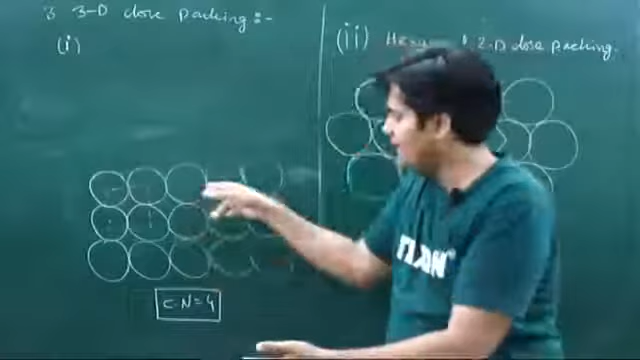 3 3-D close packing :-
(i)
C.N = 4
(ii) 2-D close packing.